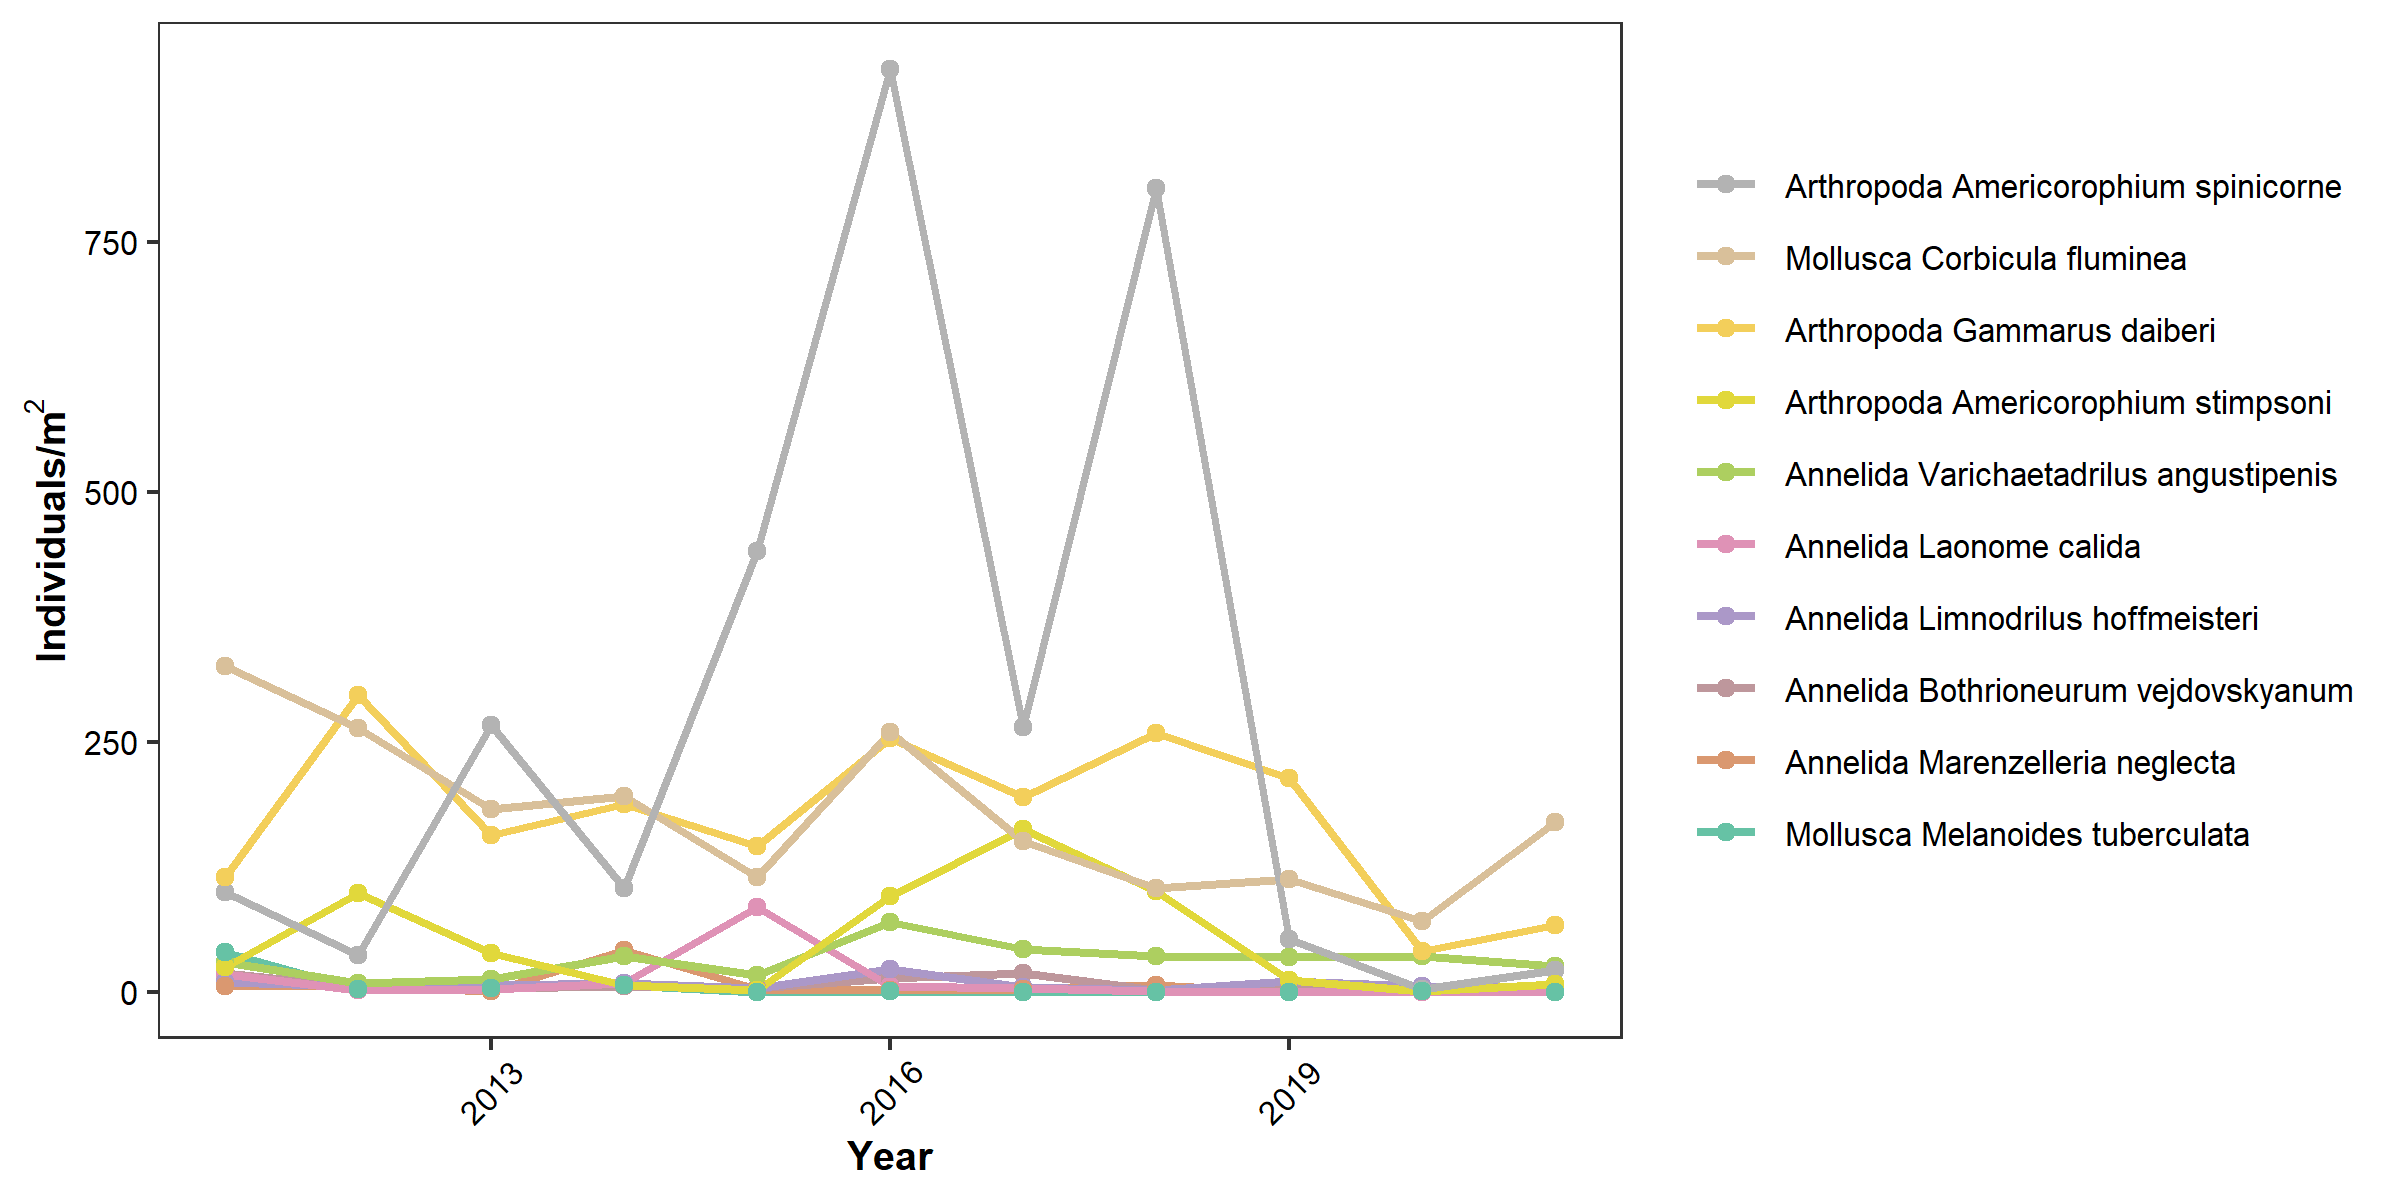 750
500
250
0
Individuals/m²
2013
2016
2019
Year
Arthropoda Americorophium spinicorne
Mollusca Corbicula fluminea
Arthropoda Gammarus daiberi
Arthropoda Americorophium stimpsoni
Annelida Varichaetadrilus angustipenis
Annelida Laonome calida
Annelida Limnodrilus hoffmeisteri
Annelida Bothrioneurum vejdovskyanum
Annelida Marenzelleria neglecta
Mollusca Melanoides tuberculata